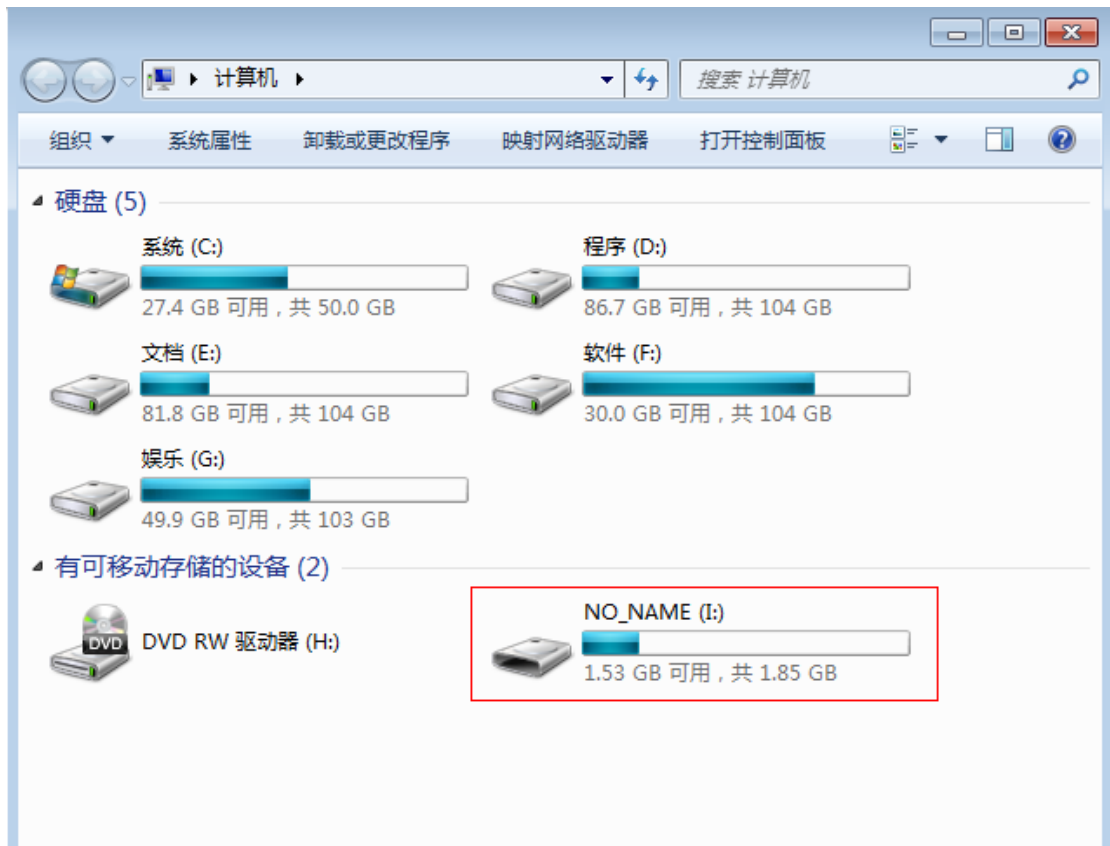 计算机
搜索 计算机
组织 系统属性 卸载或更改程序 映射网络驱动器 打开控制面板
硬盘 (5)
系统 (C:)
27.4 GB 可用，共 50.0 GB
程序 (D:)
86.7 GB 可用，共 104 GB
文档 (E:)
81.8 GB 可用，共 104 GB
软件 (F:)
30.0 GB 可用，共 104 GB
娱乐 (G:)
49.9 GB 可用，共 103 GB
有可移动存储的设备 (2)
DVD
DVD RW 驱动器 (H:)
NO_NAME (I:)
1.53 GB 可用，共 1.85 GB